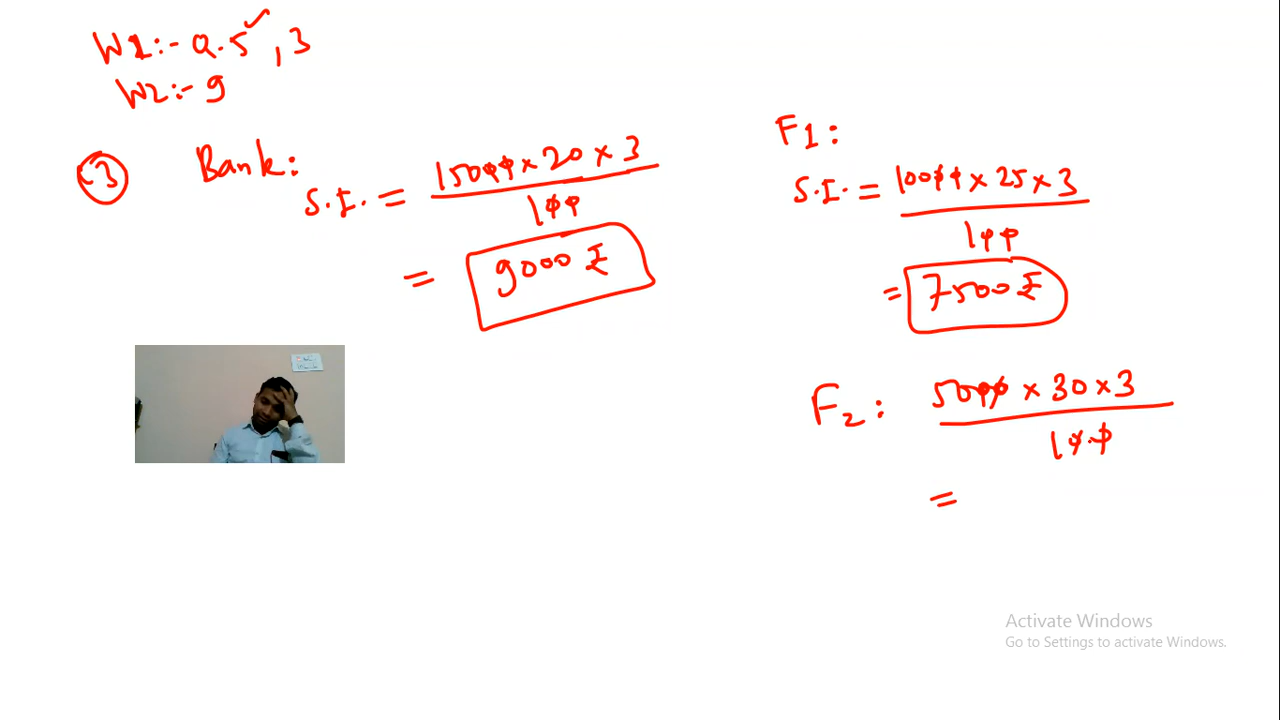 W1:- Q.5✓, 3
W2:- 9
(3) Bank:
S.I. = 15000 x 20 x 3
100
= 9000 ₹
F1:
S.I. = 10000 x 25 x 3
100
= 7500 ₹
F2: 5000 x 30 x 3
100
=
Activate Windows
Go to Settings to activate Windows.